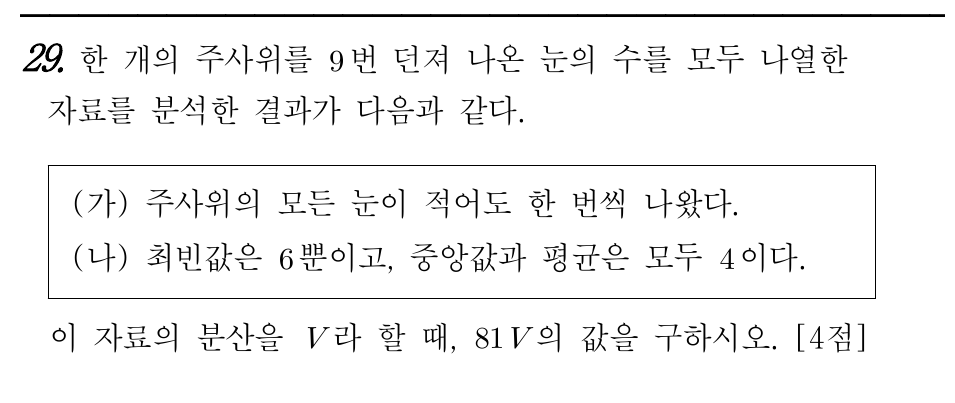 29. 한 개의 주사위를 9번 던져 나온 눈의 수를 모두 나열한
자료를 분석한 결과가 다음과 같다.
(가) 주사위의 모든 눈이 적어도 한 번씩 나왔다.
(나) 최빈값은 6뿐이고, 중앙값과 평균은 모두 4이다.
이 자료의 분산을 V라 할 때, 81V의 값을 구하시오. [4점]